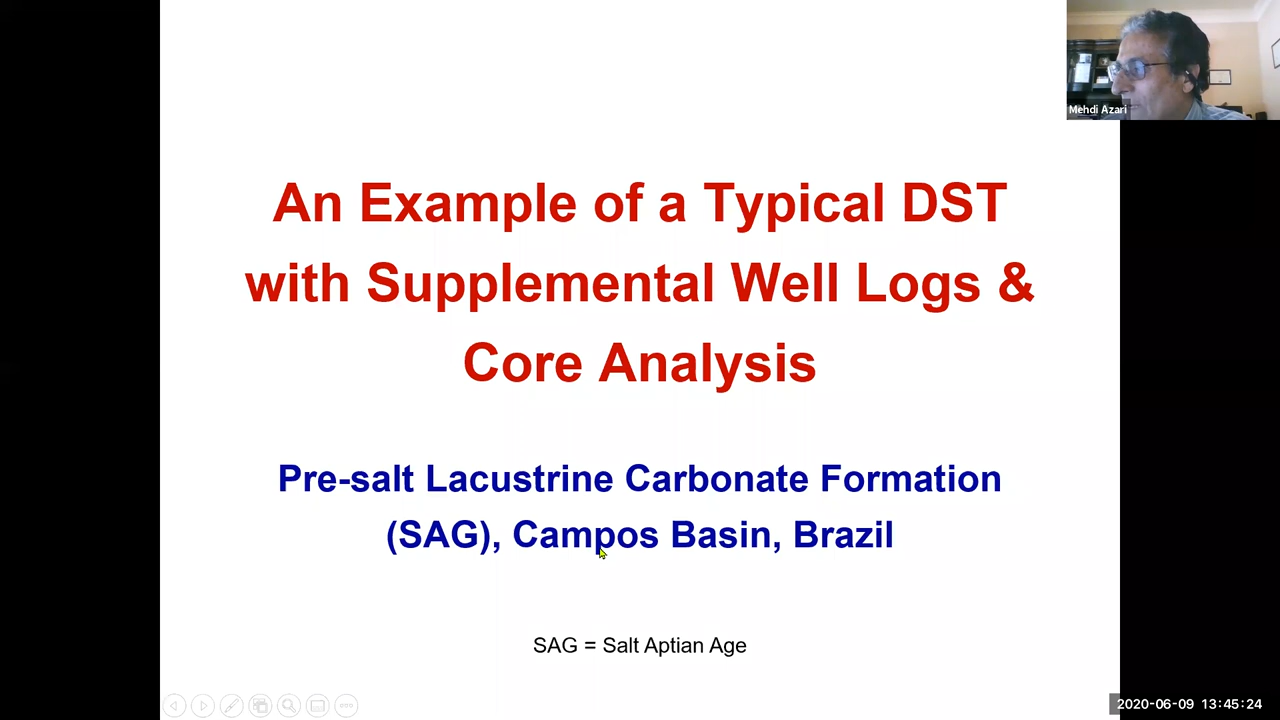 Mehdi Azari
An Example of a Typical DST
with Supplemental Well Logs &
Core Analysis
Pre-salt Lacustrine Carbonate Formation
(SAG), Campos Basin, Brazil
SAG = Salt Aptian Age
2020-06-09 13:45:24